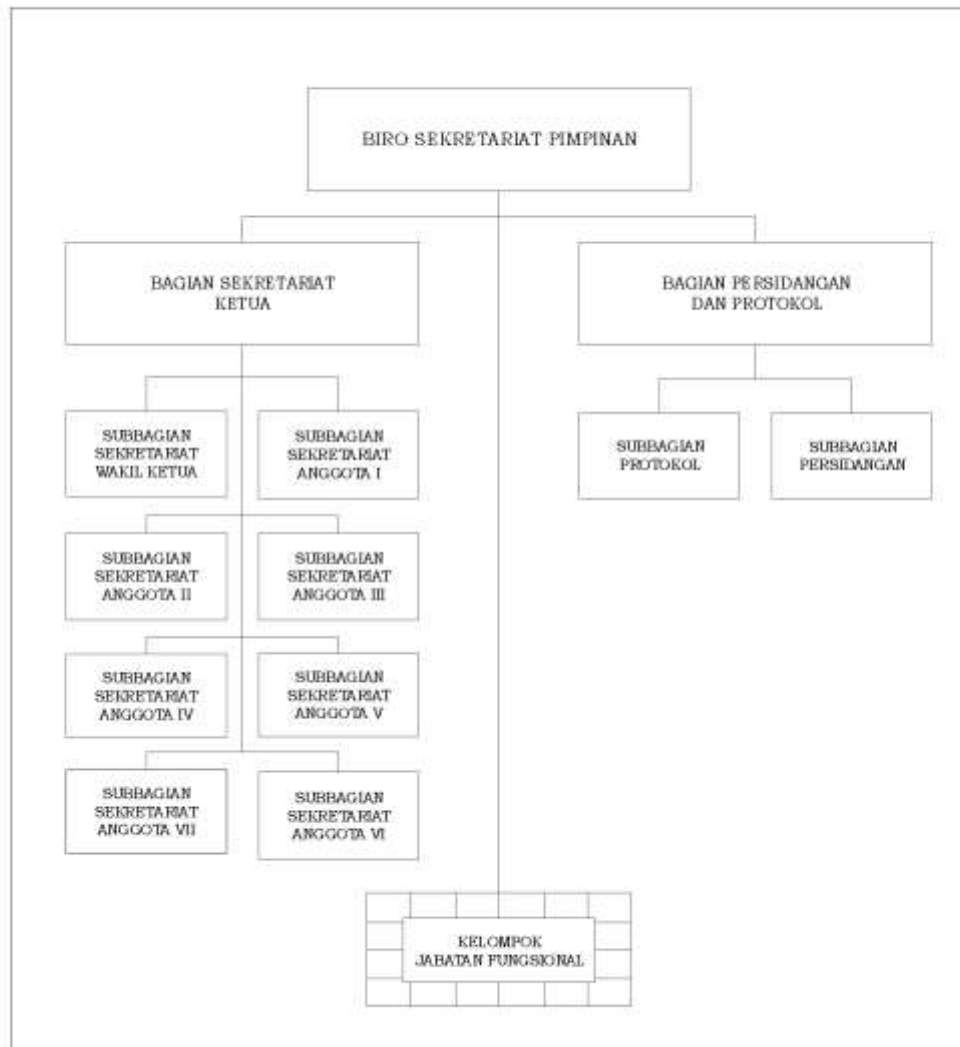 BIRO SEKRETARIAT PIMPINAN
BAGIAN SEKRETARIAT
KETUA
BAGIAN PERSIDANGAN
DAN PROTOKOL
SUBBAGIAN
SEKRETARIAT
WAKIL KETUA
SUBBAGIAN
SEKRETARIAT
ANGGOTA I
SUBBAGIAN
PROTOKOL
SUBBAGIAN
PERSIDANGAN
SUBBAGIAN
SEKRETARIAT
ANGGOTA II
SUBBAGIAN
SEKRETARIAT
ANGGOTA III
SUBBAGIAN
SEKRETARIAT
ANGGOTA IV
SUBBAGIAN
SEKRETARIAT
ANGGOTA V
SUBBAGIAN
SEKRETARIAT
ANGGOTA VII
SUBBAGIAN
SEKRETARIAT
ANGGOTA VI
KELOMPOK
JABATAN FUNGSIONAL